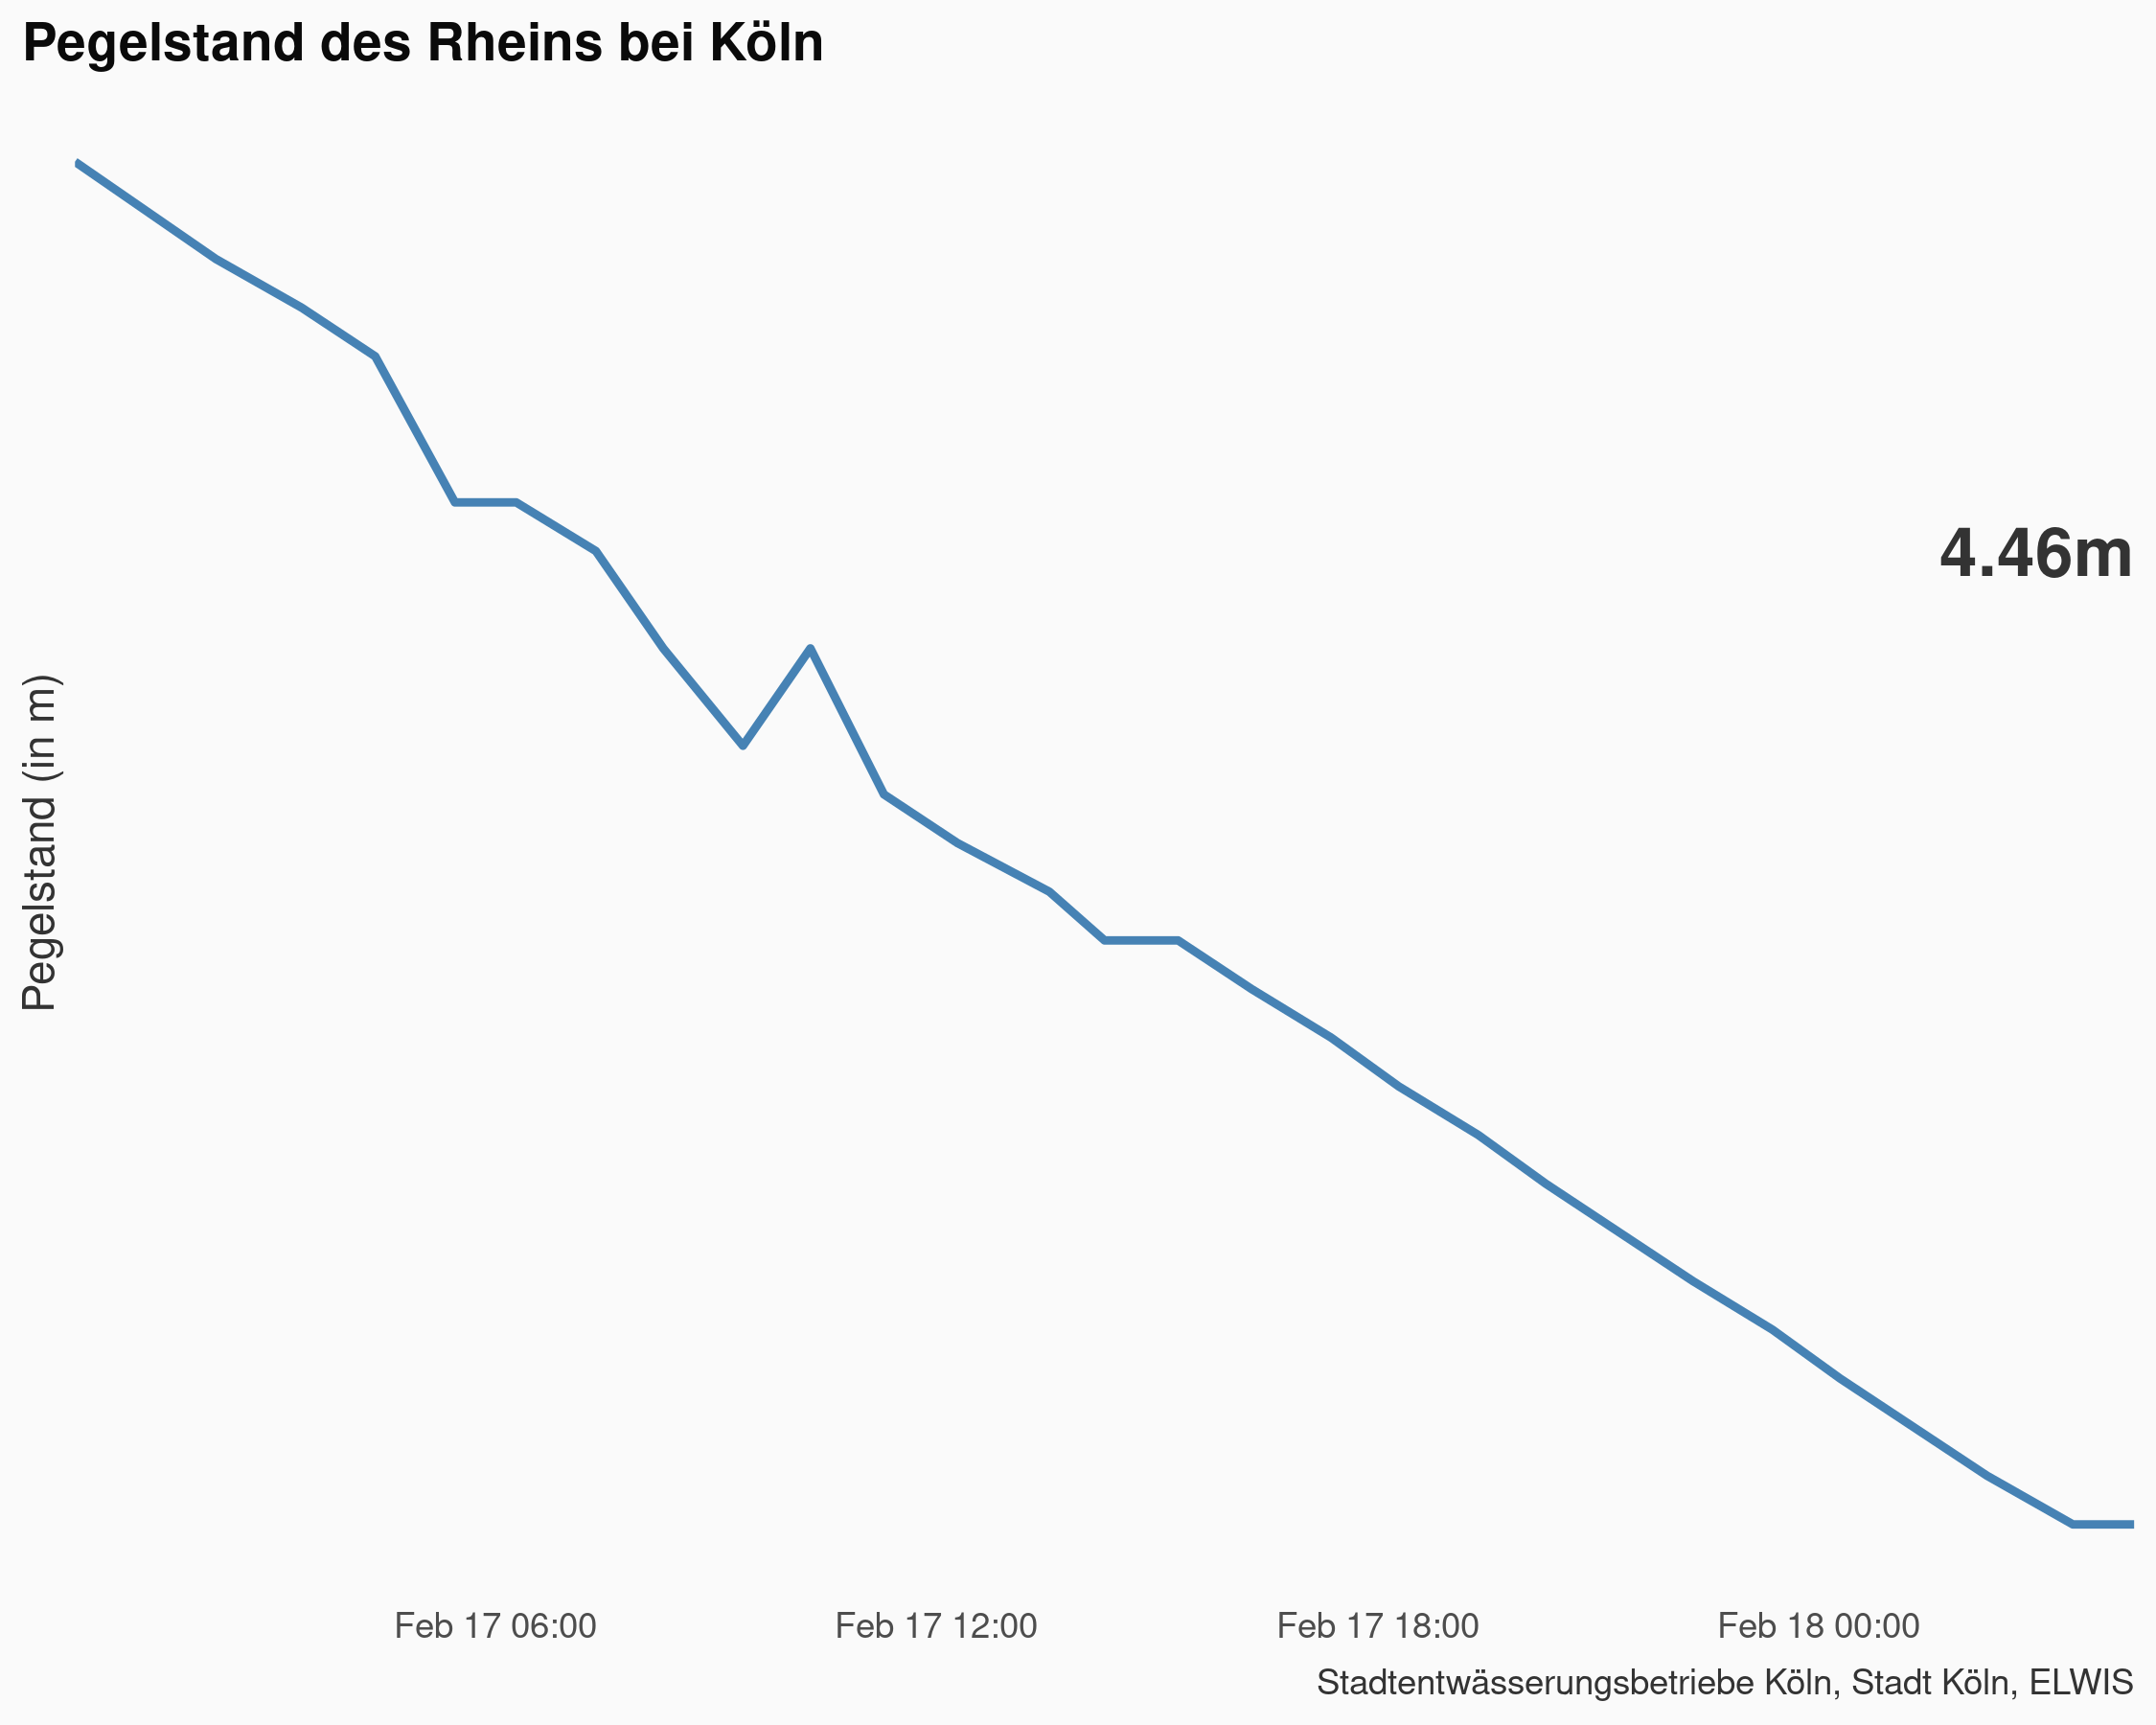 Pegelstand des Rheins bei Köln
4.46m
Pegelstand (in m)
Feb 17 06:00
Feb 17 12:00
Feb 17 18:00
Feb 18 00:00
Stadtentwässerungsbetriebe Köln, Stadt Köln, ELWIS